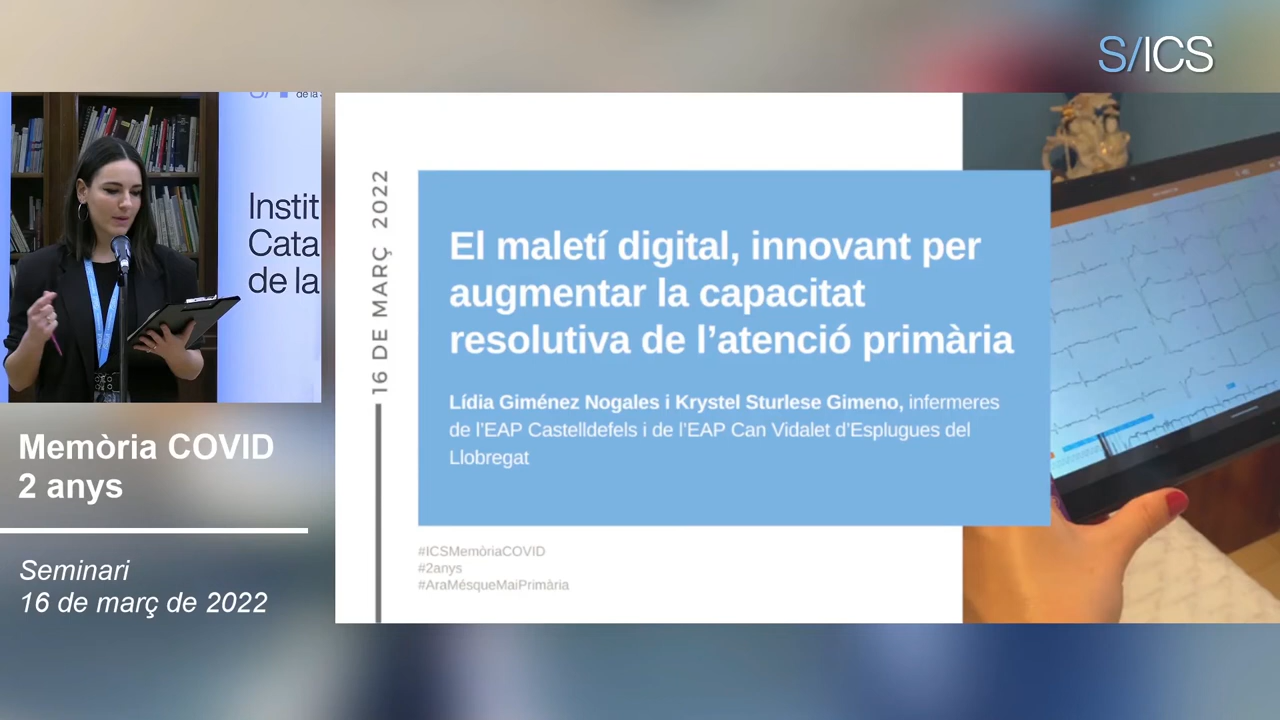 S/ICS
de la
Instit
Cata
de la
Memòria COVID
2 anys
Seminari
16 de març de 2022
16 DE MARÇ 2022
El maletí digital, innovant per
augmentar la capacitat
resolutiva de l’atenció primària
Lídia Giménez Nogales i Krystel Sturlese Gimeno, infermeres
de l’EAP Castelldefels i de l’EAP Can Vidalet d’Esplugues del
Llobregat
#ICSMemòriaCOVID
#2anys
#AraMésqueMaiPrimària